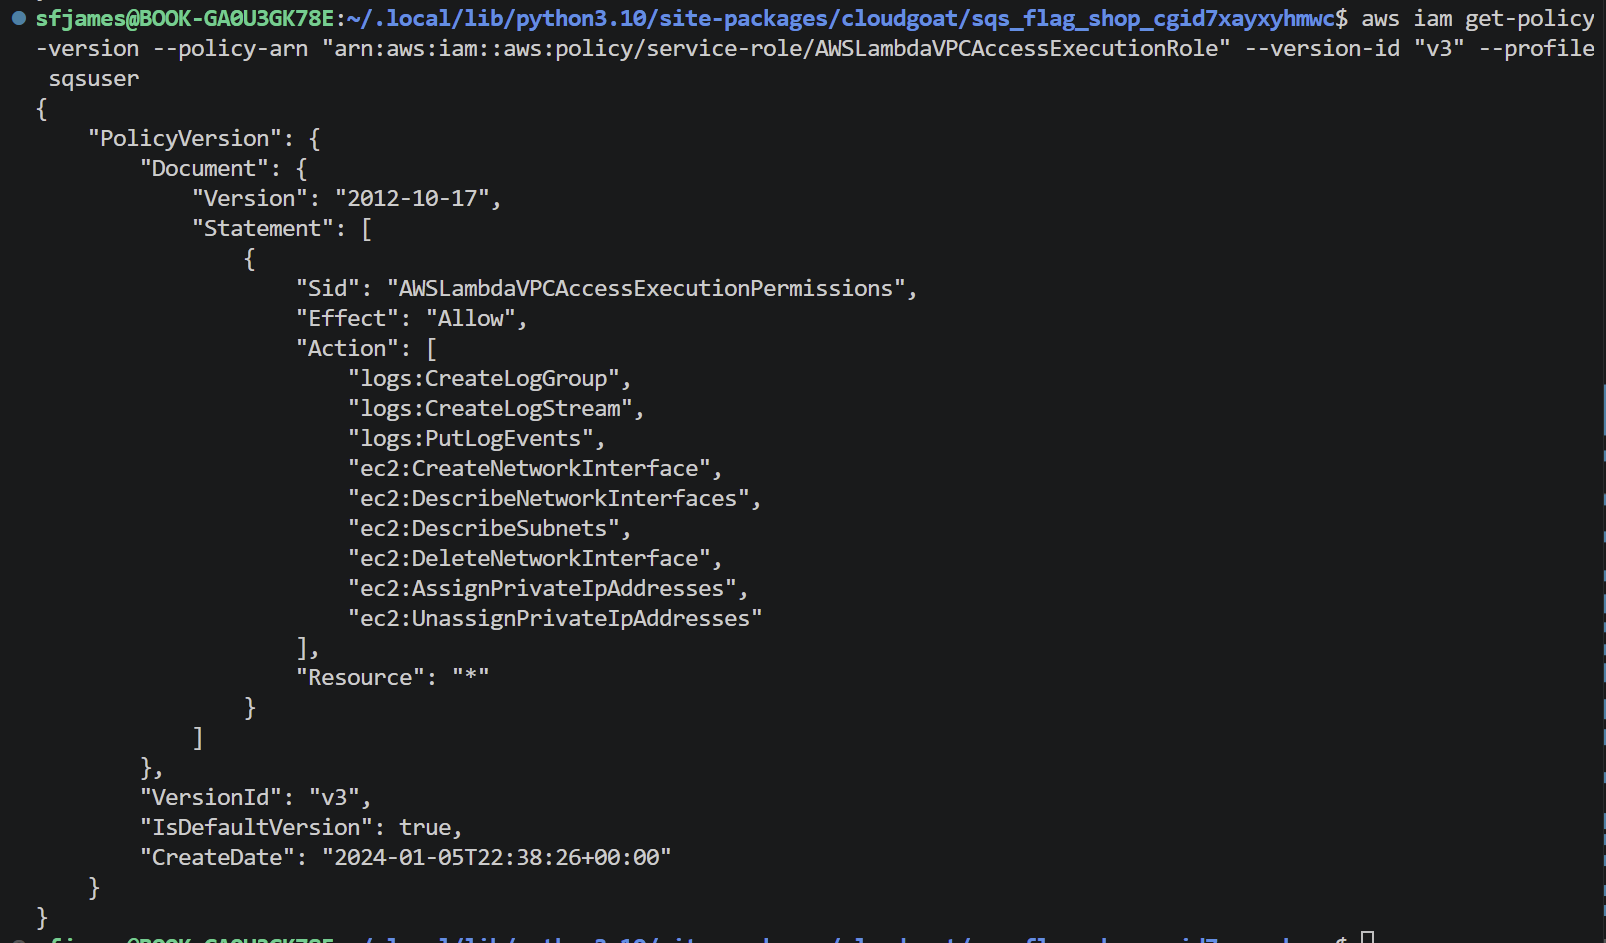 sfjames@BOOK-GA0U3GK78E:~/.local/lib/python3.10/site-packages/cloudgoat/sqs_flag_shop_cgid7xayxyhmwc$ aws iam get-policy
-version --policy-arn "arn:aws:iam::aws:policy/service-role/AWSLambdaVPCAccessExecutionRole" --version-id "v3" --profile
 sqsuser
{
    "PolicyVersion": {
        "Document": {
            "Version": "2012-10-17",
            "Statement": [
                {
                    "Sid": "AWSLambdaVPCAccessExecutionPermissions",
                    "Effect": "Allow",
                    "Action": [
                        "logs:CreateLogGroup",
                        "logs:CreateLogStream",
                        "logs:PutLogEvents",
                        "ec2:CreateNetworkInterface",
                        "ec2:DescribeNetworkInterfaces",
                        "ec2:DescribeSubnets",
                        "ec2:DeleteNetworkInterface",
                        "ec2:AssignPrivateIpAddresses",
                        "ec2:UnassignPrivateIpAddresses"
                    ],
                    "Resource": "*"
                }
            ]
        },
        "VersionId": "v3",
        "IsDefaultVersion": true,
        "CreateDate": "2024-01-05T22:38:26+00:00"
    }
}